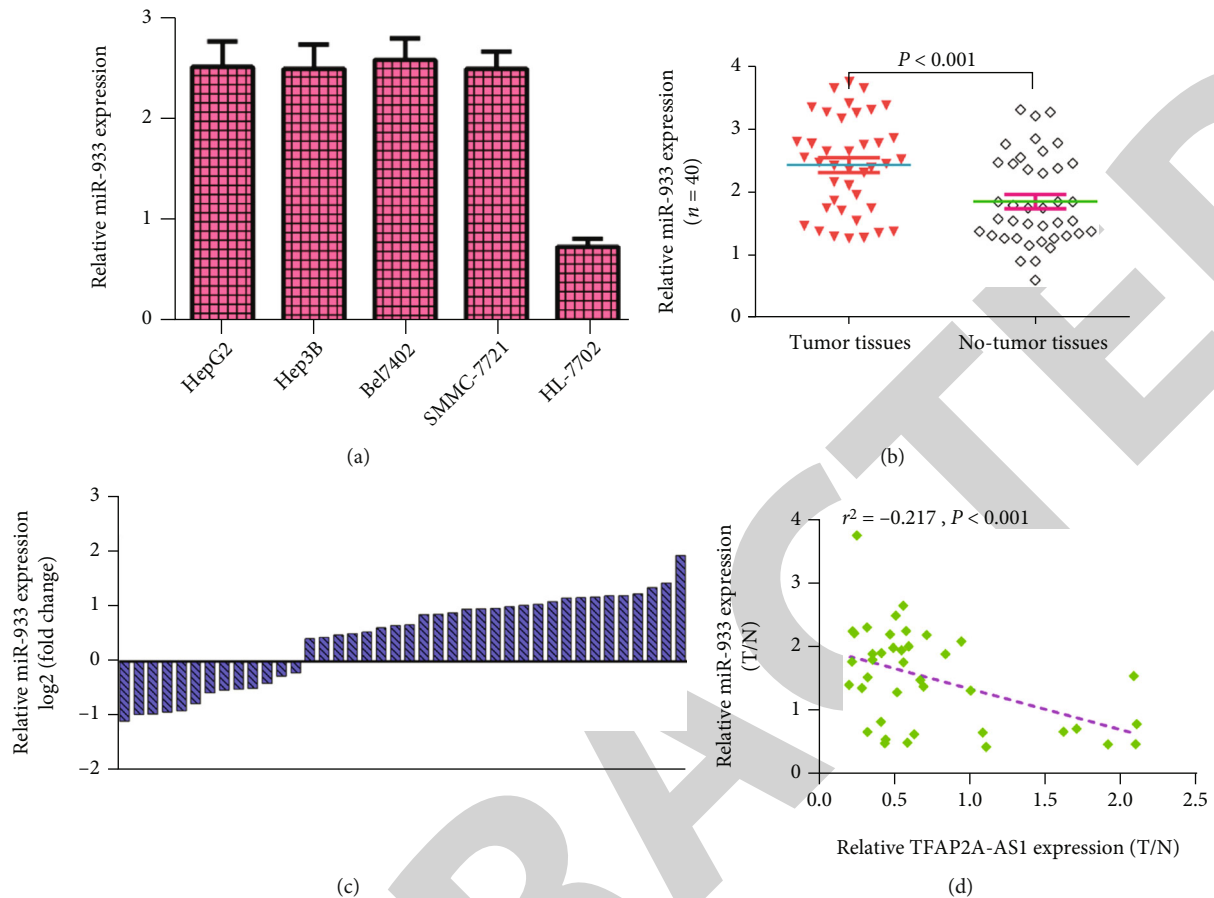 3
2
1
0
Relative miR-933 expression
HepG2
Hep3B
Bel7402
SMMC-7721
HL-7702
(a)
P < 0.001
4
3
2
1
0
Relative miR-933 expression
(n = 40)
Tumor tissues
No-tumor tissues
(b)
3
2
1
0
−1
−2
Relative miR-933 expression
log2 (fold change)
(c)
r² = –0.217 , P < 0.001
4
3
2
1
0
Relative miR-933 expression
(T/N)
0.0
0.5
1.0
1.5
2.0
2.5
Relative TFAP2A-AS1 expression (T/N)
(d)